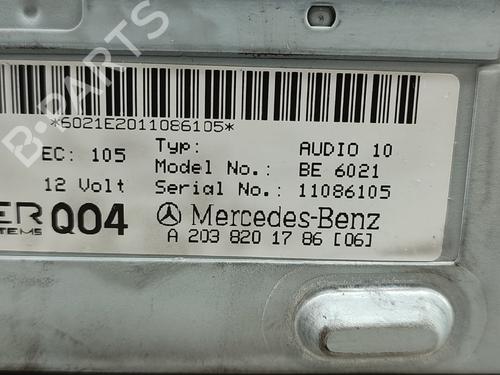 *6021E2011086105*
EC: 105 Typ: AUDIO 10
12 Volt Model No.: BE 6021
Serial No.: 11086105
ER Q04 Mercedes-Benz
TEMS A 203 820 17 86 [06]
B-PARTS